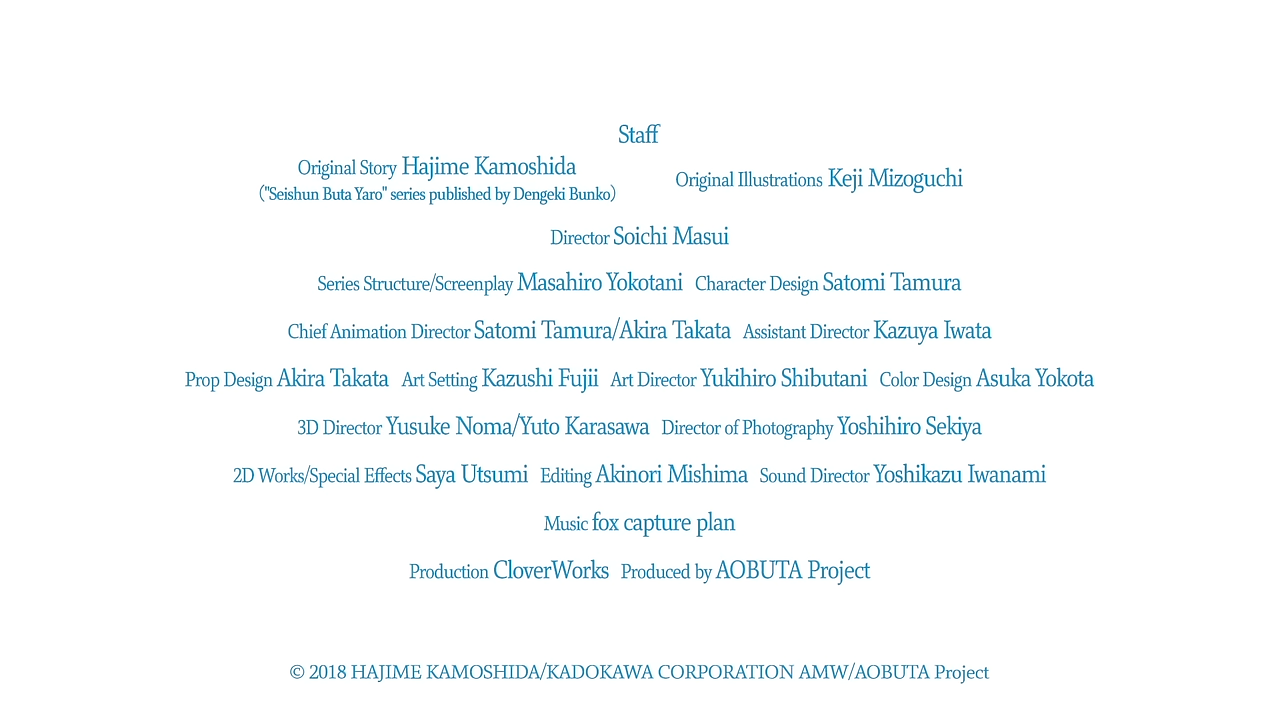 Staff
Original Story Hajime Kamoshida
("Seishun Buta Yaro" series published by Dengeki Bunko)
Original Illustrations Keji Mizoguchi
Director Soichi Masui
Series Structure/Screenplay Masahiro Yokotani Character Design Satomi Tamura
Chief Animation Director Satomi Tamura/Akira Takata Assistant Director Kazuya Iwata
Prop Design Akira Takata Art Setting Kazushi Fujii Art Director Yukihiro Shibutani Color Design Asuka Yokota
3D Director Yusuke Noma/Yuto Karasawa Director of Photography Yoshihiro Sekiya
2D Works/Special Effects Saya Utsumi Editing Akinori Mishima Sound Director Yoshikazu Iwanami
Music fox capture plan
Production CloverWorks Produced by AOBUTA Project
© 2018 HAJIME KAMOSHIDA/KADOKAWA CORPORATION AMW/AOBUTA Project